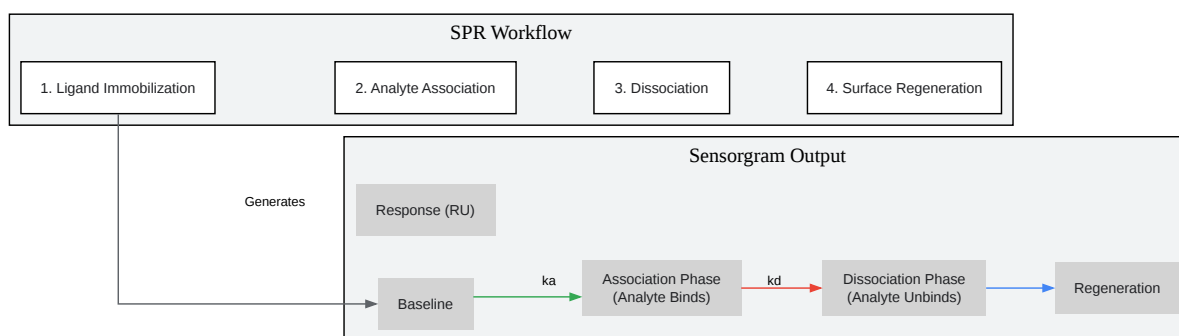 SPR Workflow
1. Ligand Immobilization
2. Analyte Association
3. Dissociation
4. Surface Regeneration
Sensorgram Output
Generates
Response (RU)
Baseline
ka
Association Phase
(Analyte Binds)
kd
Dissociation Phase
(Analyte Unbinds)
Regeneration